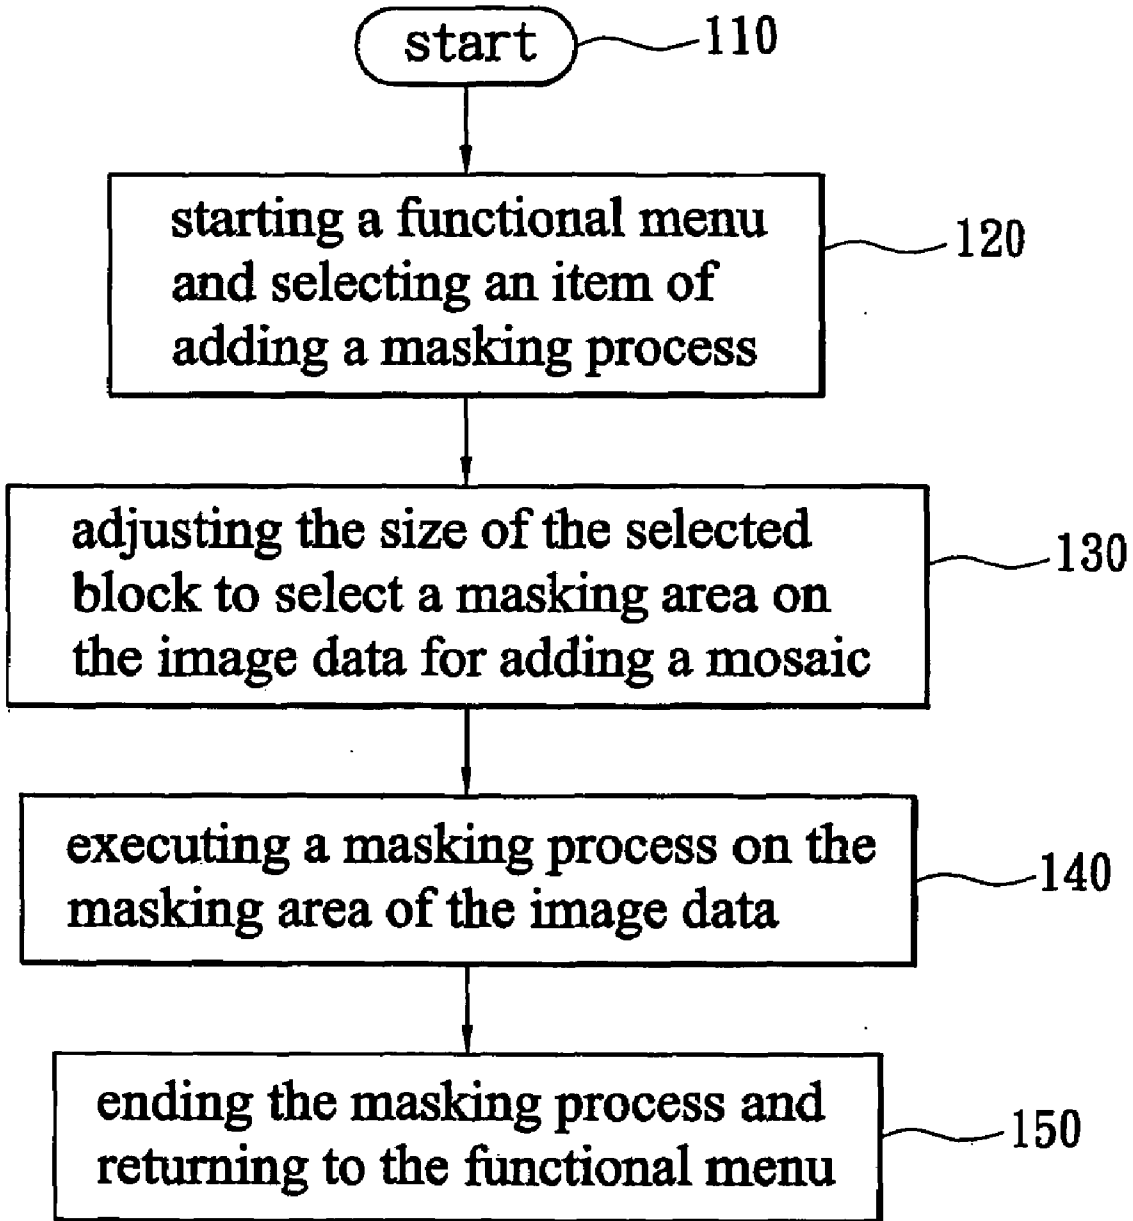 start
110
starting a functional menu
and selecting an item of
adding a masking process
120
adjusting the size of the selected
block to select a masking area on
the image data for adding a mosaic
130
executing a masking process on the
masking area of the image data
140
ending the masking process and
returning to the functional menu
150